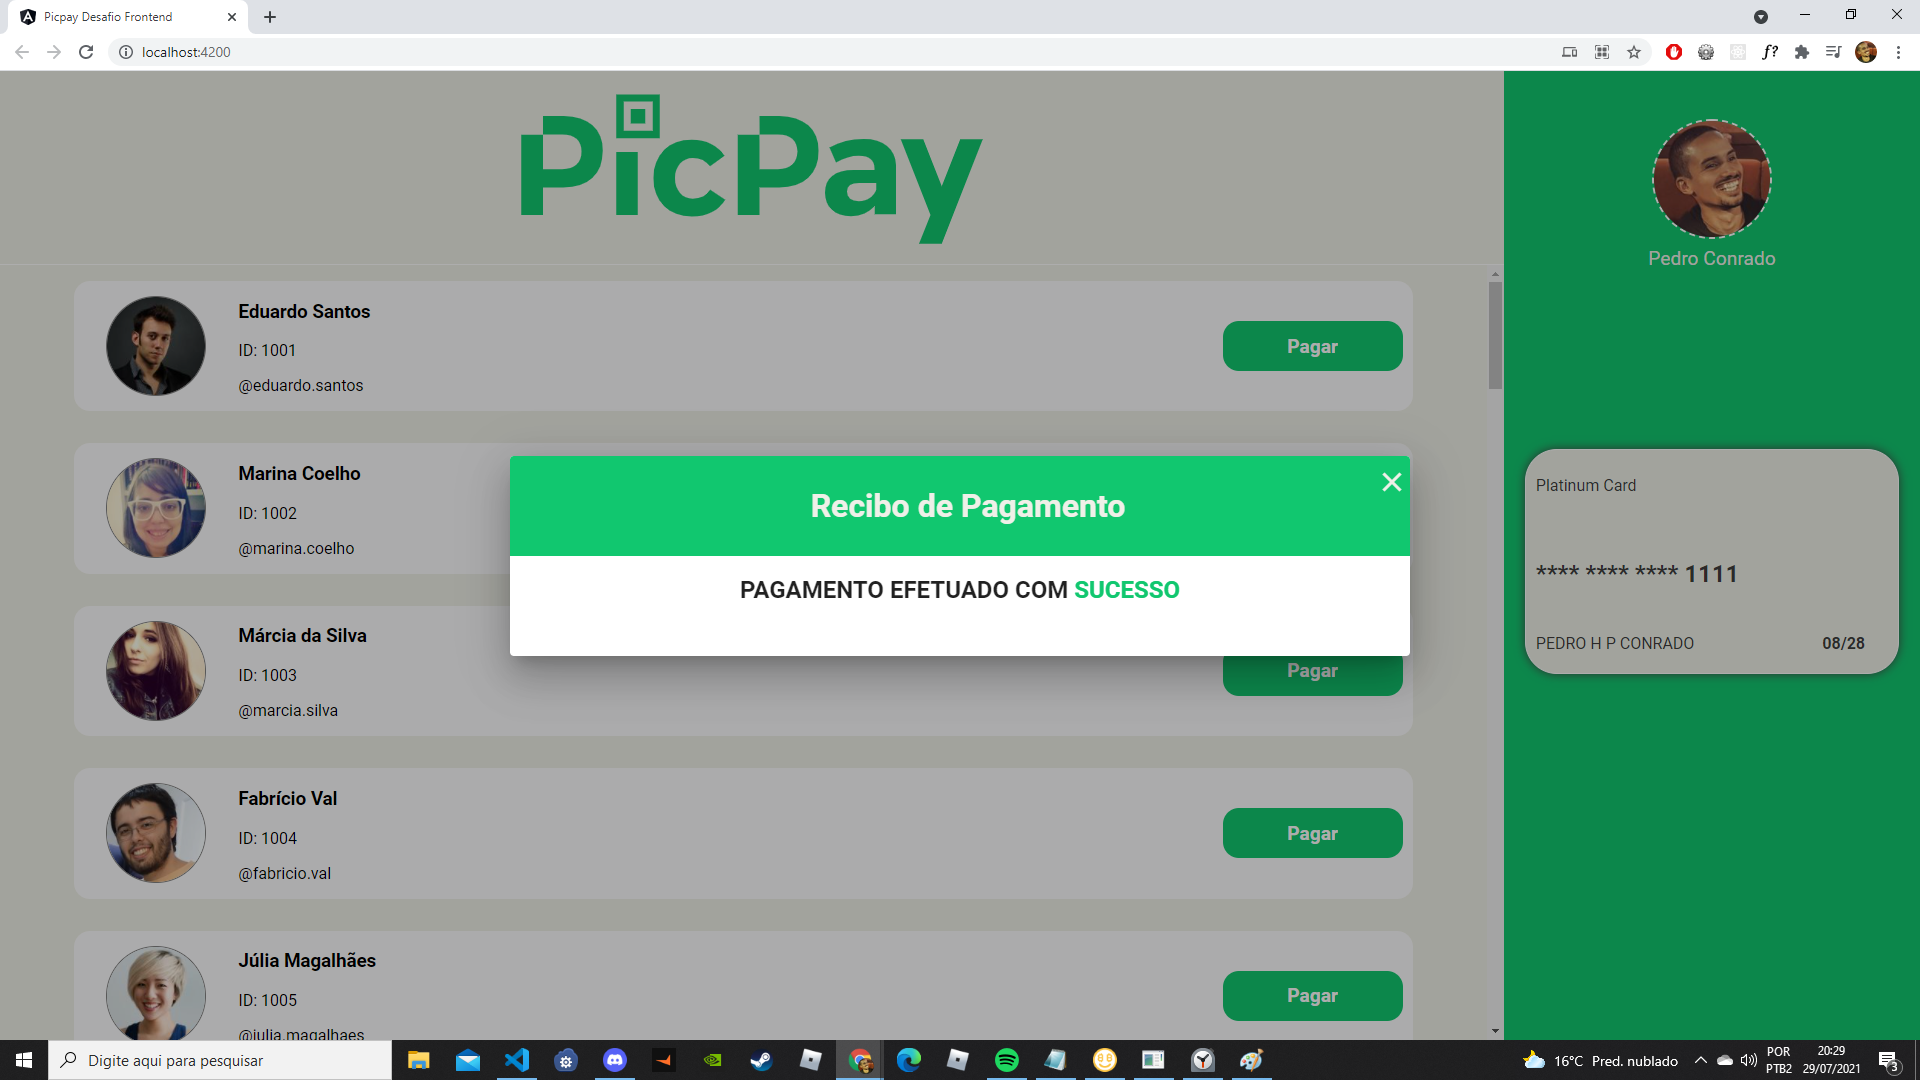 Picpay Desafio Frontend
localhost:4200
PicPay
Pedro Conrado
Eduardo Santos
ID: 1001
@eduardo.santos
Pagar
Marina Coelho
ID: 1002
@marina.coelho
Recibo de Pagamento
PAGAMENTO EFETUADO COM SUCESSO
Márcia da Silva
ID: 1003
@marcia.silva
Pagar
Fabrício Val
ID: 1004
@fabricio.val
Pagar
Júlia Magalhães
ID: 1005
@julia.magalhaes
Pagar
Platinum Card
**** **** **** 1111
PEDRO H P CONRADO 08/28
Digite aqui para pesquisar
16°C Pred. nublado
POR
PTB2
20:29
29/07/2021
3